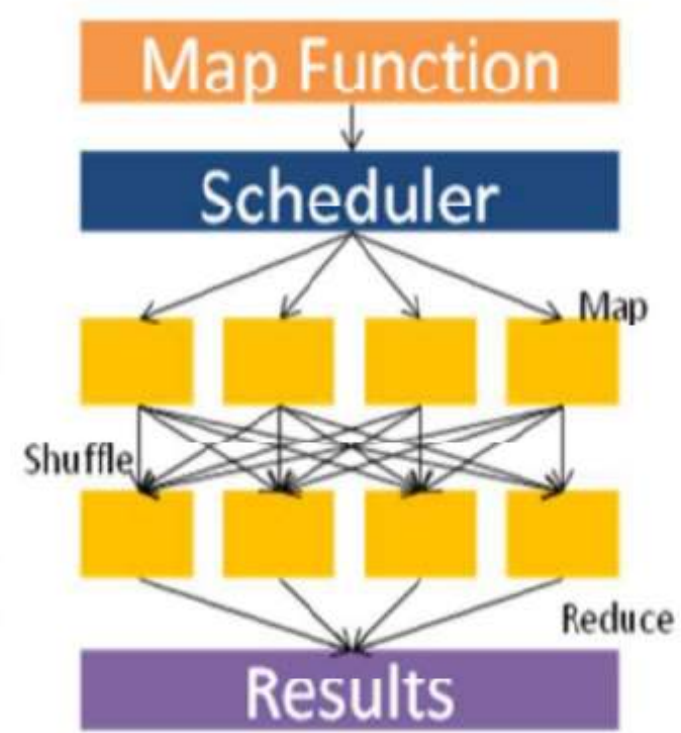 Map Function
Scheduler
Map
Shuffle
Reduce
Results